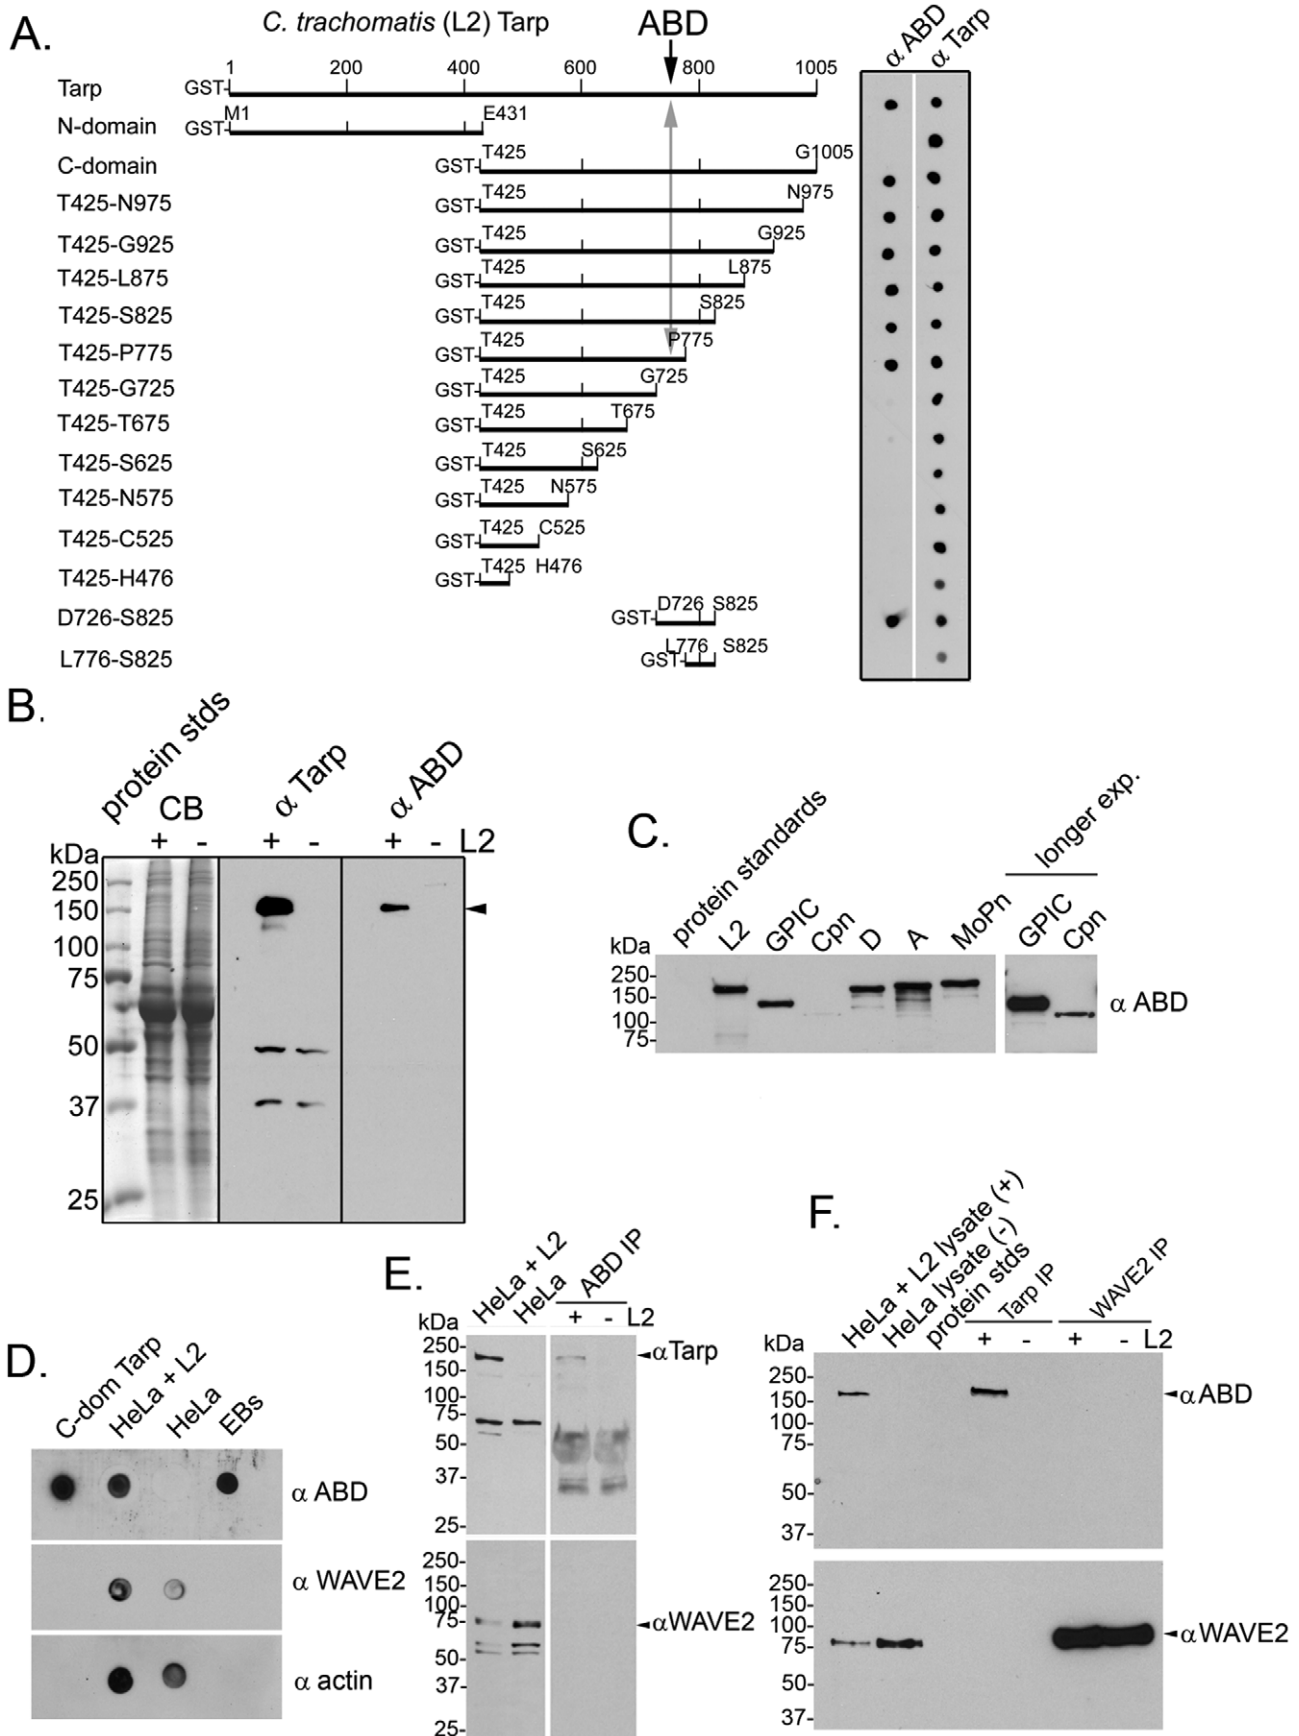 A.
C. trachomatis (L2) Tarp
ABD
α ABD
α Tarp
1 200 400 600 800 1005
Tarp GST-
N-domain GST- M1 E431
C-domain GST- T425 G1005
T425-N975 GST- T425 N975
T425-G925 GST- T425 G925
T425-L875 GST- T425 L875
T425-S825 GST- T425 S825
T425-P775 GST- T425 P775
T425-G725 GST- T425 G725
T425-T675 GST- T425 T675
T425-S625 GST- T425 S625
T425-N575 GST- T425 N575
T425-C525 GST- T425 C525
T425-H476 GST- T425 H476
D726-S825 GST- D726 S825
L776-S825 GST- L776 S825
B.
protein stds
CB
α Tarp
α ABD
+ - + - + - L2
kDa
250
150
100
75
50
37
25
C.
protein standards
L2
GPIC
Cpn
D
A
MoPn
longer exp.
GPIC
Cpn
kDa
250-
150-
100-
75-
α ABD
D.
C-dom Tarp
HeLa + L2
HeLa
EBs
α ABD
α WAVE2
α actin
E.
HeLa + L2
HeLa
ABD IP
kDa + - L2
250-
150-
100-
75-
50-
37-
25-
αTarp
250-
150-
100-
75-
50-
37-
25-
αWAVE2
F.
HeLa + L2 lysate (+)
HeLa lysate (-)
protein stds
Tarp IP
WAVE2 IP
kDa + - + - L2
250-
150-
100-
75-
50-
37-
αABD
250-
150-
100-
75-
50-
37-
αWAVE2